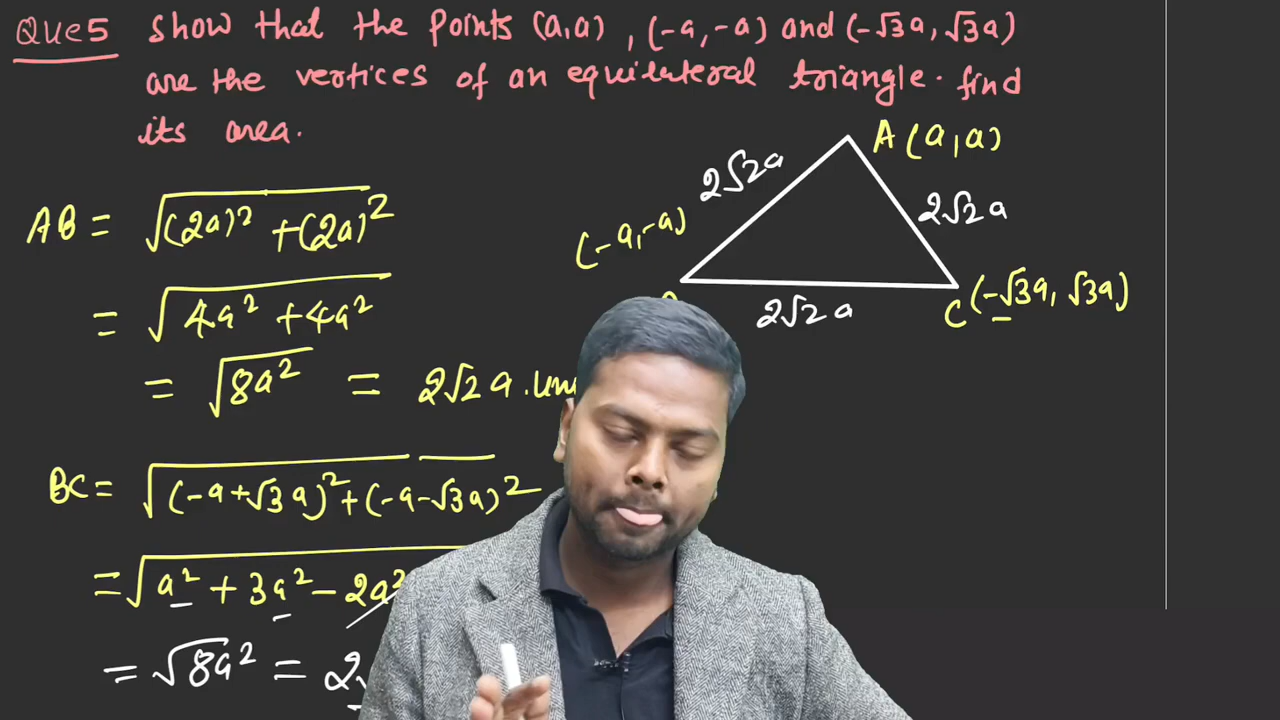 Que5 Show that the points (a,a), (-a,-a) and (-√3a, √3a)
are the vertices of an equilateral triangle. find
its area.
A(a,a)
2√2a
2√2a
(-a,-a)
C(-√3a, √3a)
2√2a
AB = √(2a)² + (2a)²
= √4a² + 4a²
= √8a² = 2√2a.
BC = √(-a+√3a)² + (-a-√3a)²
= √a² + 3a² - 2a²
= √8a² =